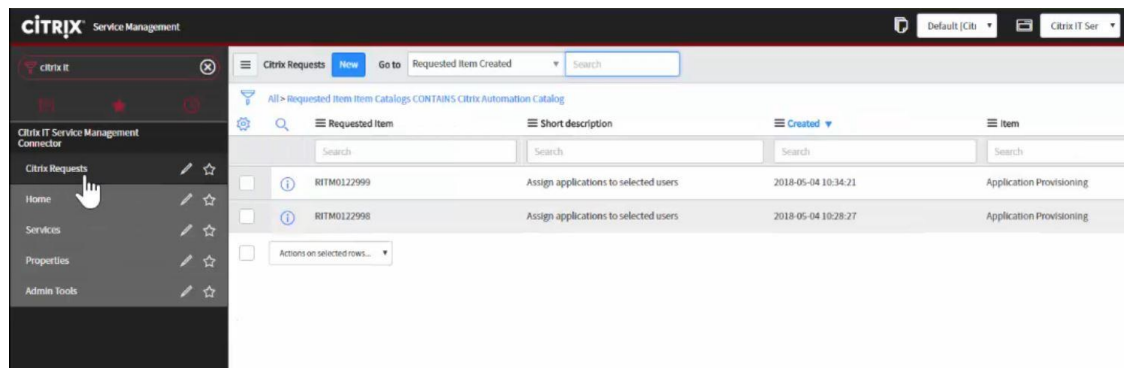 CITRIX Service Management
Default [Citi
Citrix IT Ser
citrix it
Citrix IT Service Management
Connector
Citrix Requests
Home
Services
Properties
Admin Tools
Citrix Requests New Go to Requested Item Created Search
All > Requested Item Item Catalogs CONTAINS Citrix Automation Catalog
Requested Item Short description Created Item
Search Search Search Search
RITM0122999 Assign applications to selected users 2018-05-04 10:34:21 Application Provisioning
RITM0122998 Assign applications to selected users 2018-05-04 10:28:27 Application Provisioning
Actions on selected rows...